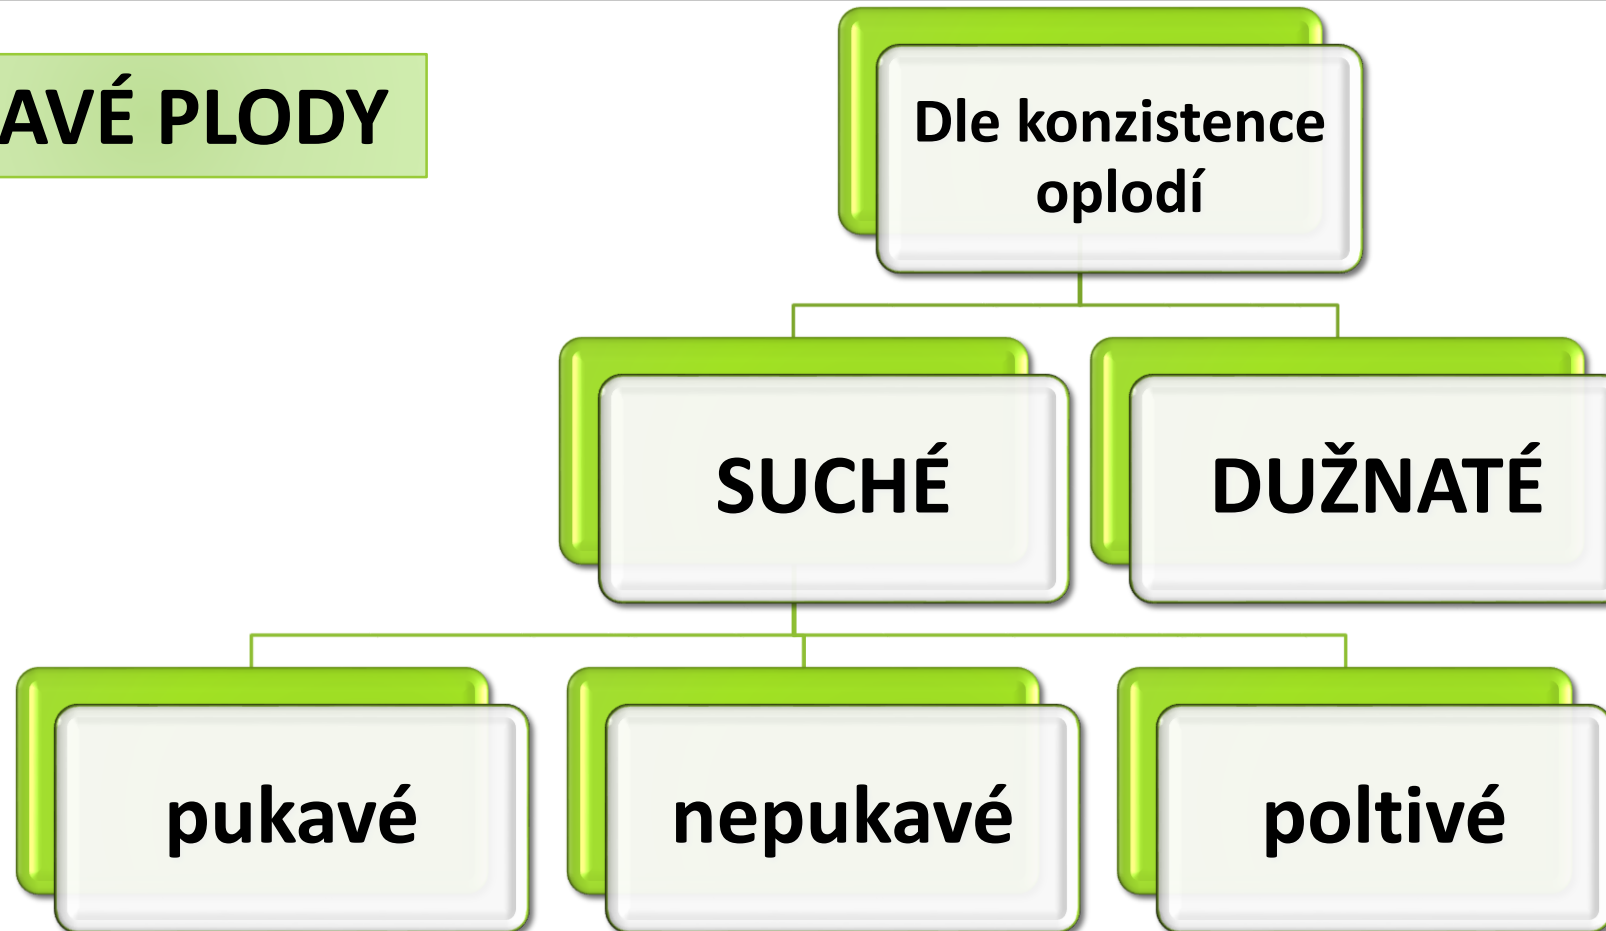 AVÉ PLODY
Dle konzistence
oplodí
SUCHÉ
DUŽNATÉ
pukavé
nepukavé
poltivé